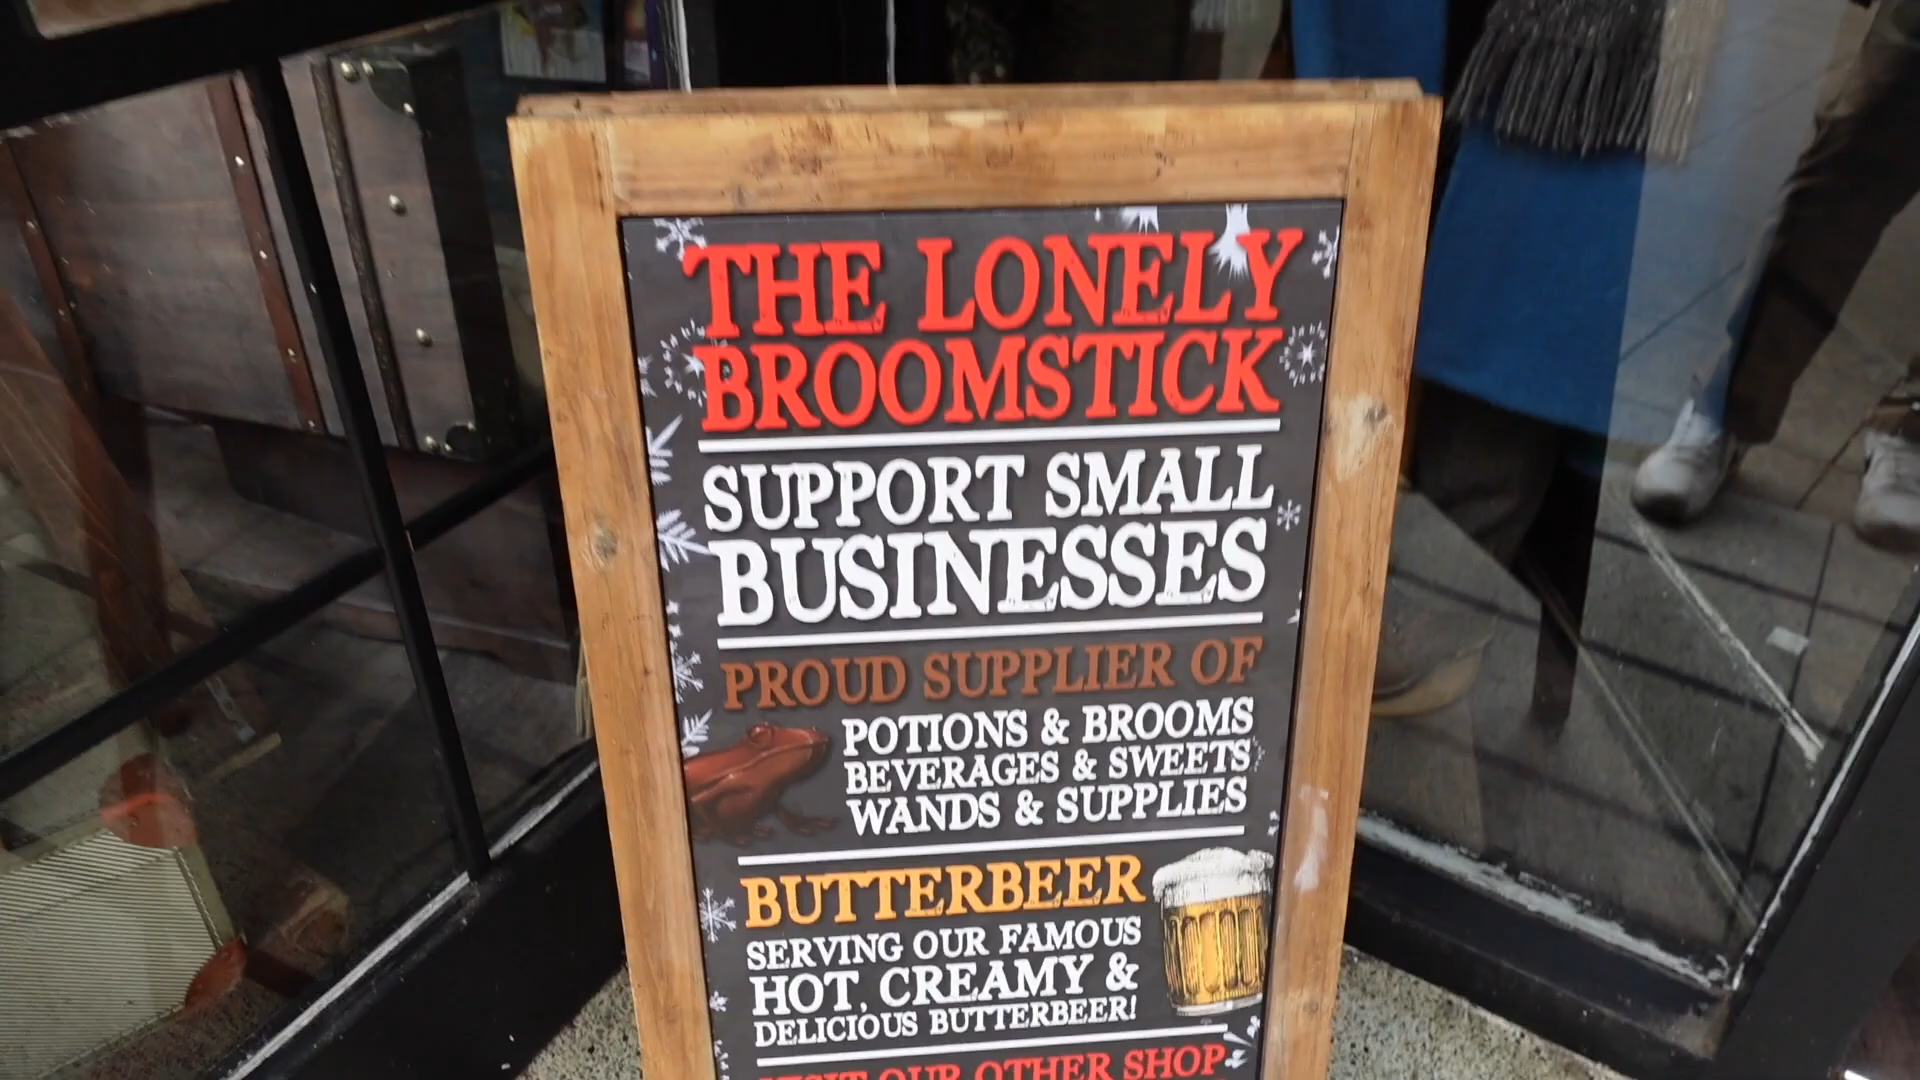 THE LONELY
BROOMSTICK
SUPPORT SMALL
BUSINESSES
PROUD SUPPLIER OF
POTIONS & BROOMS
BEVERAGES & SWEETS
WANDS & SUPPLIES
BUTTERBEER
SERVING OUR FAMOUS
HOT, CREAMY &
DELICIOUS BUTTERBEER!
VISIT OUR OTHER SHOP